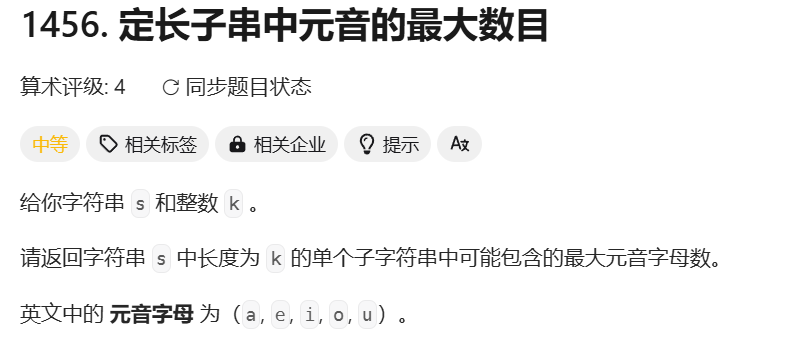 1456. 定长子串中元音的最大数目
算术评级: 4 同步题目状态
中等 相关标签 相关企业 提示 A文
给你字符串 s 和整数 k 。
请返回字符串 s 中长度为 k 的单个子字符串中可能包含的最大元音字母数。
英文中的 元音字母 为（a, e, i, o, u）。